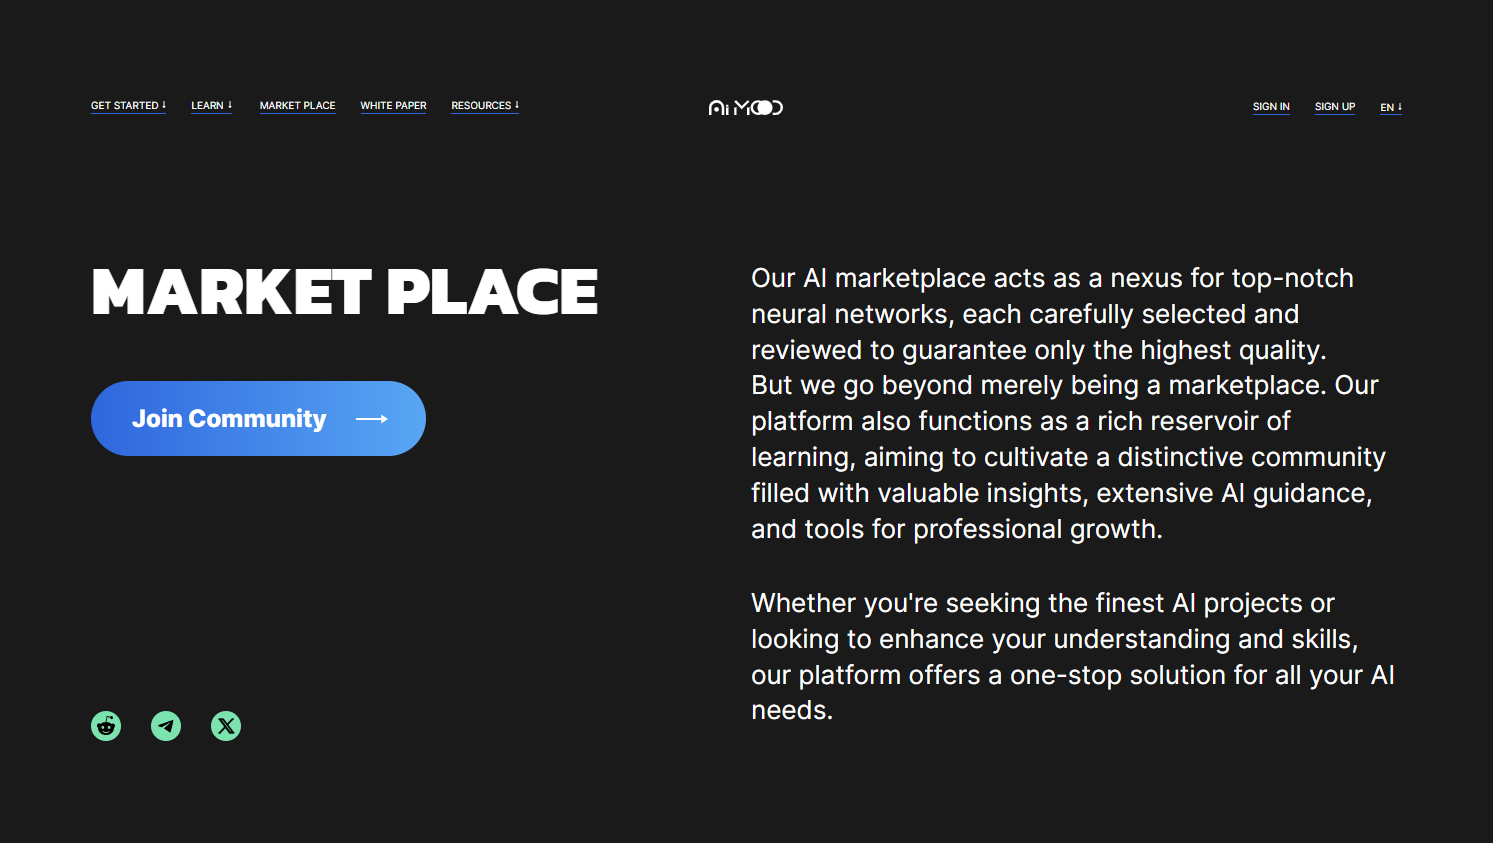 GET STARTED ↓ LEARN ↓ MARKET PLACE WHITE PAPER RESOURCES ↓ Ai MOOD SIGN IN SIGN UP EN ↓
MARKET PLACE
Join Community
Our AI marketplace acts as a nexus for top-notch
neural networks, each carefully selected and
reviewed to guarantee only the highest quality.
But we go beyond merely being a marketplace. Our
platform also functions as a rich reservoir of
learning, aiming to cultivate a distinctive community
filled with valuable insights, extensive AI guidance,
and tools for professional growth.
Whether you're seeking the finest AI projects or
looking to enhance your understanding and skills,
our platform offers a one-stop solution for all your AI
needs.